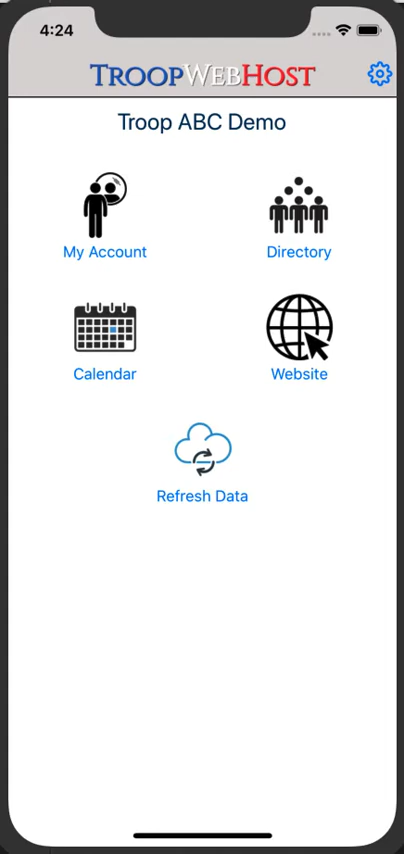 4:24
TROOPWEBHOST
Troop ABC Demo
My Account
Directory
Calendar
Website
Refresh Data